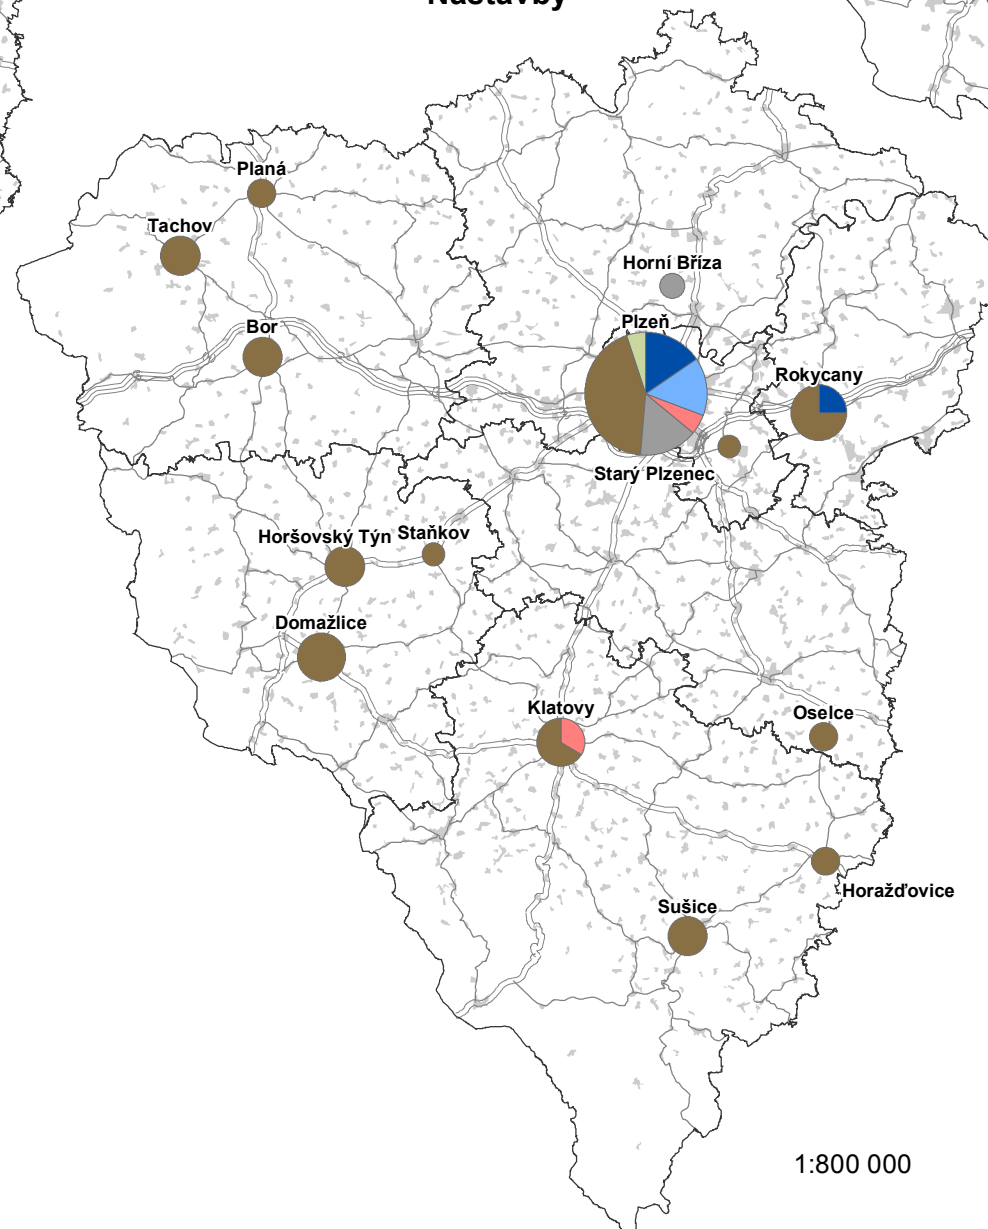 Nástavby
Planá
Tachov
Horní Bříza
Plzeň
Bor
Rokycany
Starý Plzenec
Horšovský Týn
Staňkov
Domažlice
Klatovy
Oselce
Horažďovice
Sušice
1:800 000